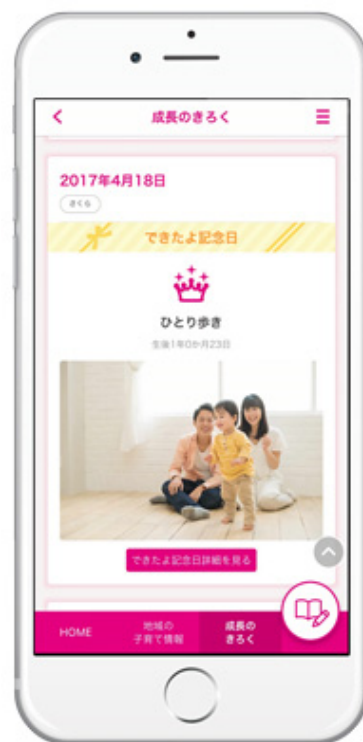 成長のきろく
2017年4月18日
さくら
できたよ記念日
ひとり歩き
生後1年0か月23日
できたよ記念日詳細を見る
HOME
地域の
子育て情報
成長の
きろく